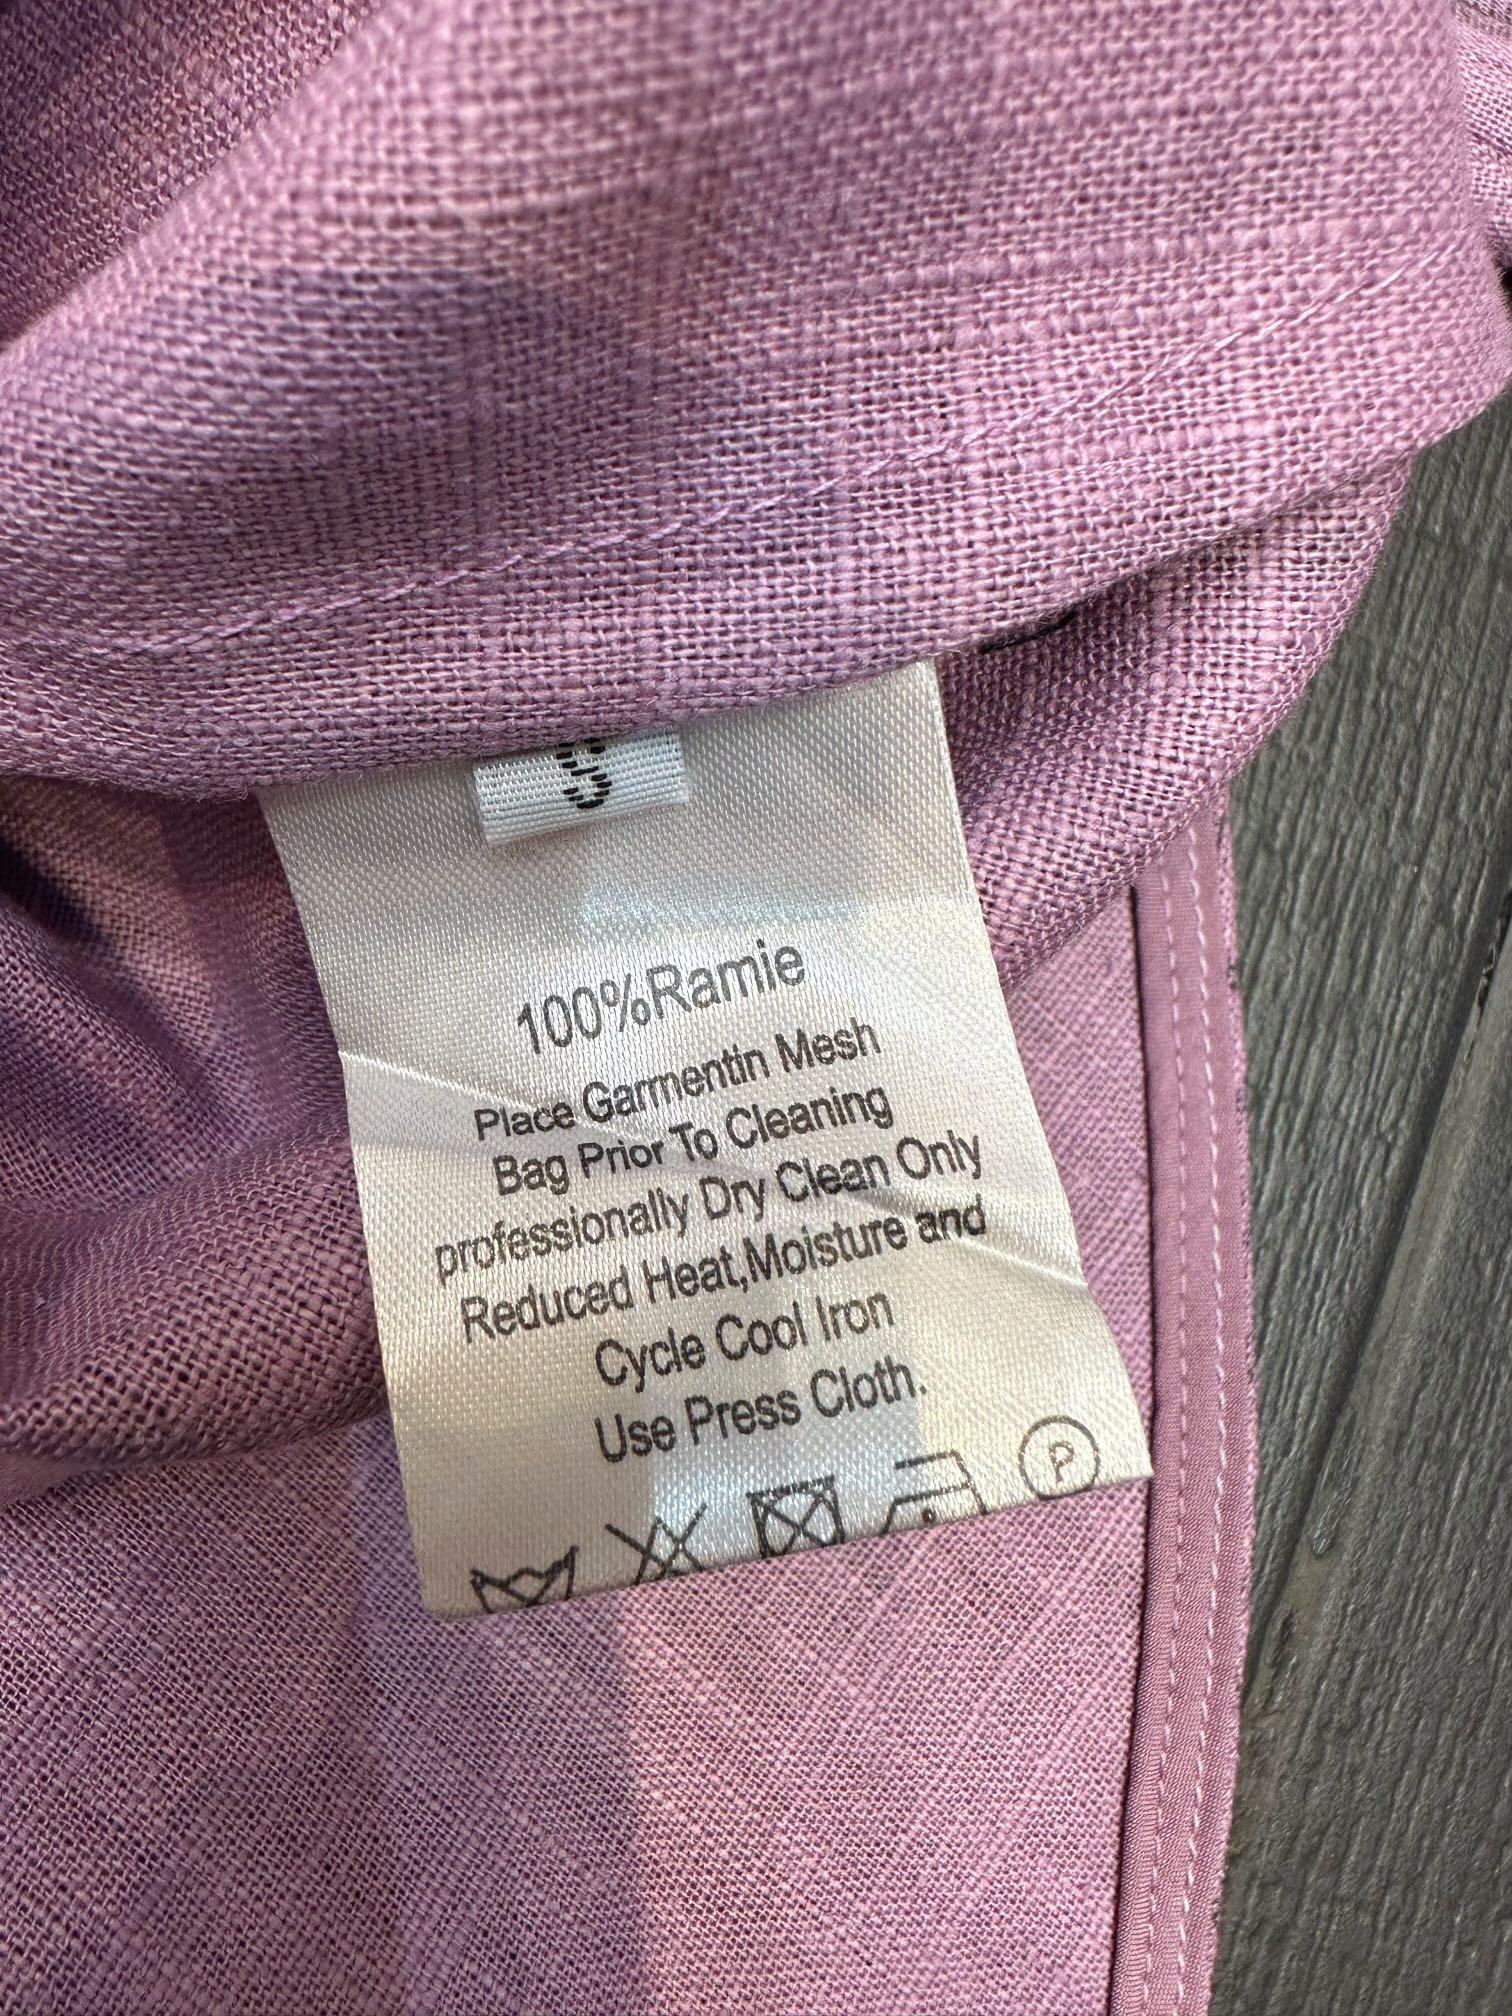 100%Ramie
Place Garmentin Mesh
Bag Prior To Cleaning
professionally Dry Clean Only
Reduced Heat,Moisture and
Cycle Cool Iron
Use Press Cloth.
P